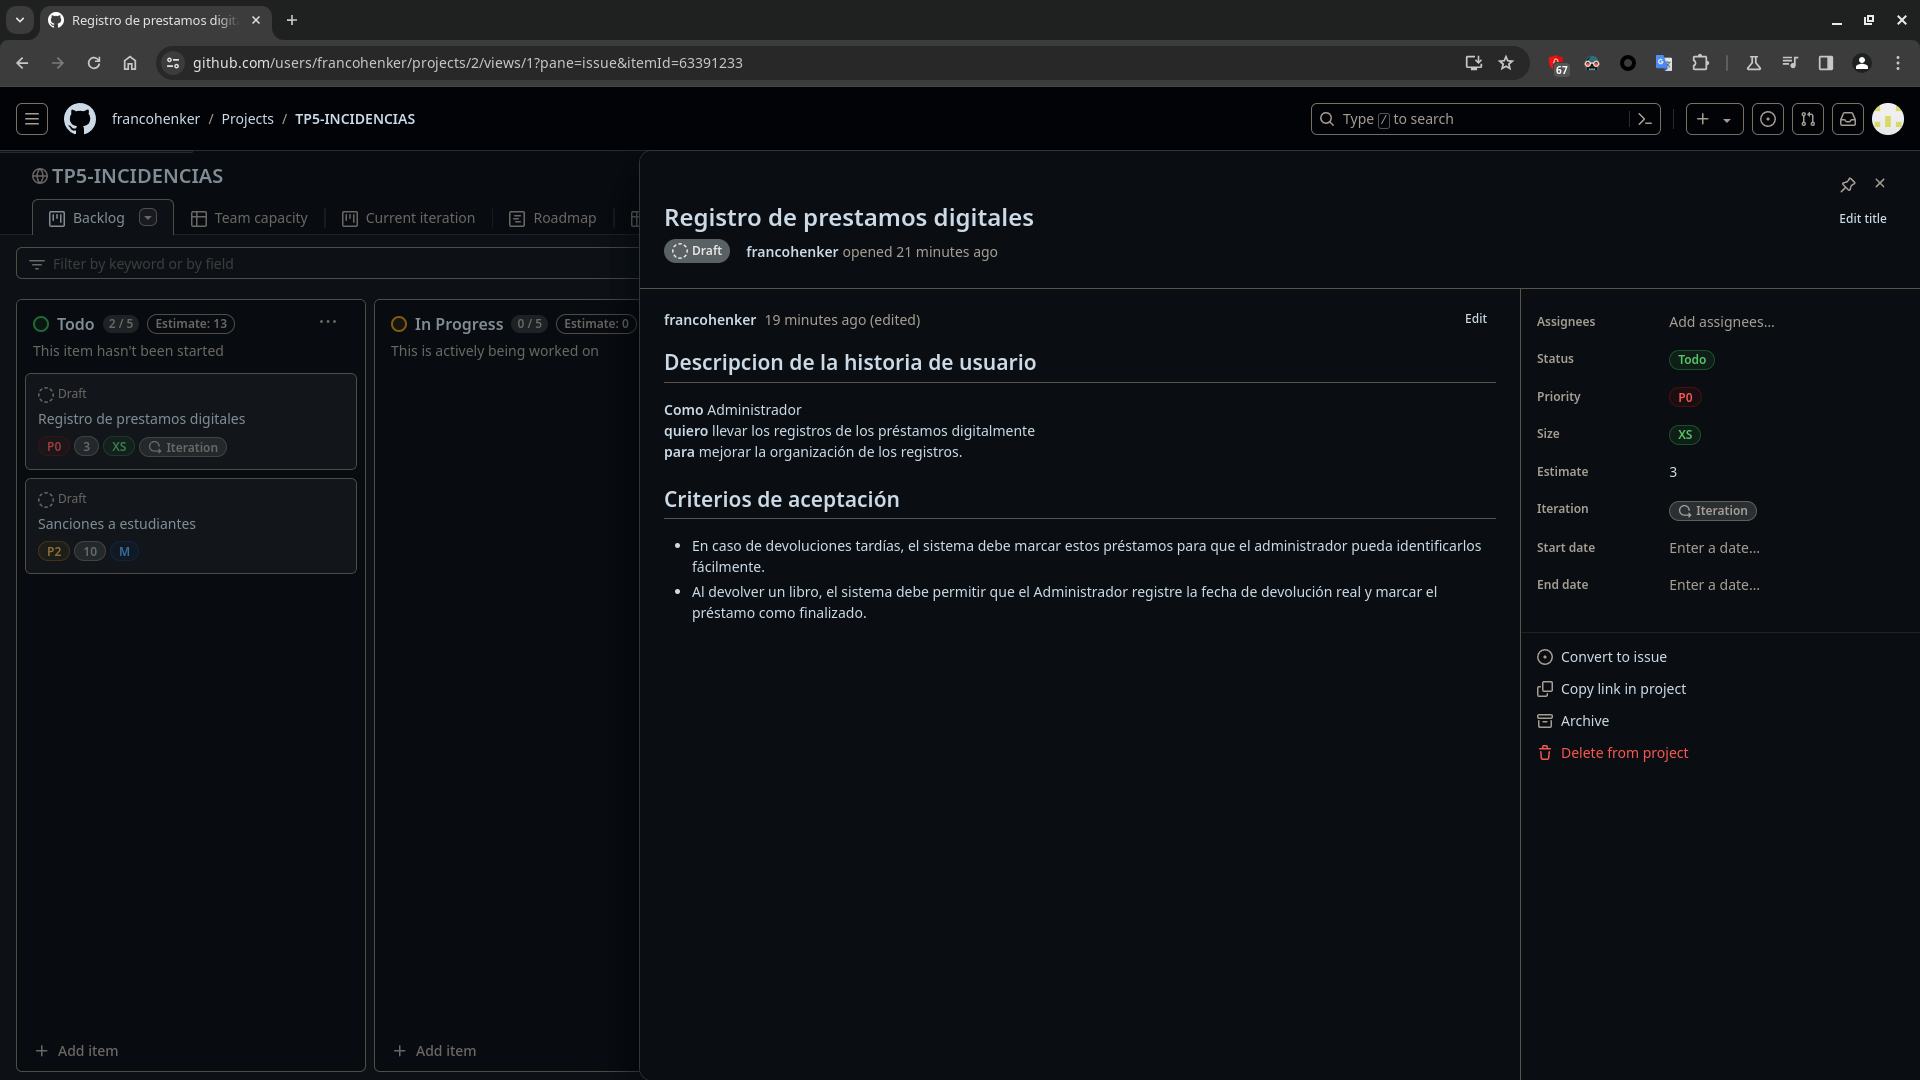 Registro de prestamos digit
github.com/users/francohenker/projects/2/views/1?pane=issue&itemId=63391233
67
francohenker / Projects / TP5-INCIDENCIAS
Type / to search
TP5-INCIDENCIAS
Backlog
Team capacity
Current iteration
Roadmap
Filter by keyword or by field
Todo 2 / 5 Estimate: 13
This item hasn't been started
Draft
Registro de prestamos digitales
P0 3 XS Iteration
Draft
Sanciones a estudiantes
P2 10 M
Add item
In Progress 0 / 5 Estimate: 0
This is actively being worked on
Add item
Registro de prestamos digitales
Edit title
Draft francohenker opened 21 minutes ago
francohenker 19 minutes ago (edited)
Edit
Descripcion de la historia de usuario
Como Administrador
quiero llevar los registros de los préstamos digitalmente
para mejorar la organización de los registros.
Criterios de aceptación
• En caso de devoluciones tardías, el sistema debe marcar estos préstamos para que el administrador pueda identificarlos
fácilmente.
• Al devolver un libro, el sistema debe permitir que el Administrador registre la fecha de devolución real y marcar el
préstamo como finalizado.
Assignees Add assignees...
Status Todo
Priority P0
Size XS
Estimate 3
Iteration Iteration
Start date Enter a date...
End date Enter a date...
Convert to issue
Copy link in project
Archive
Delete from project